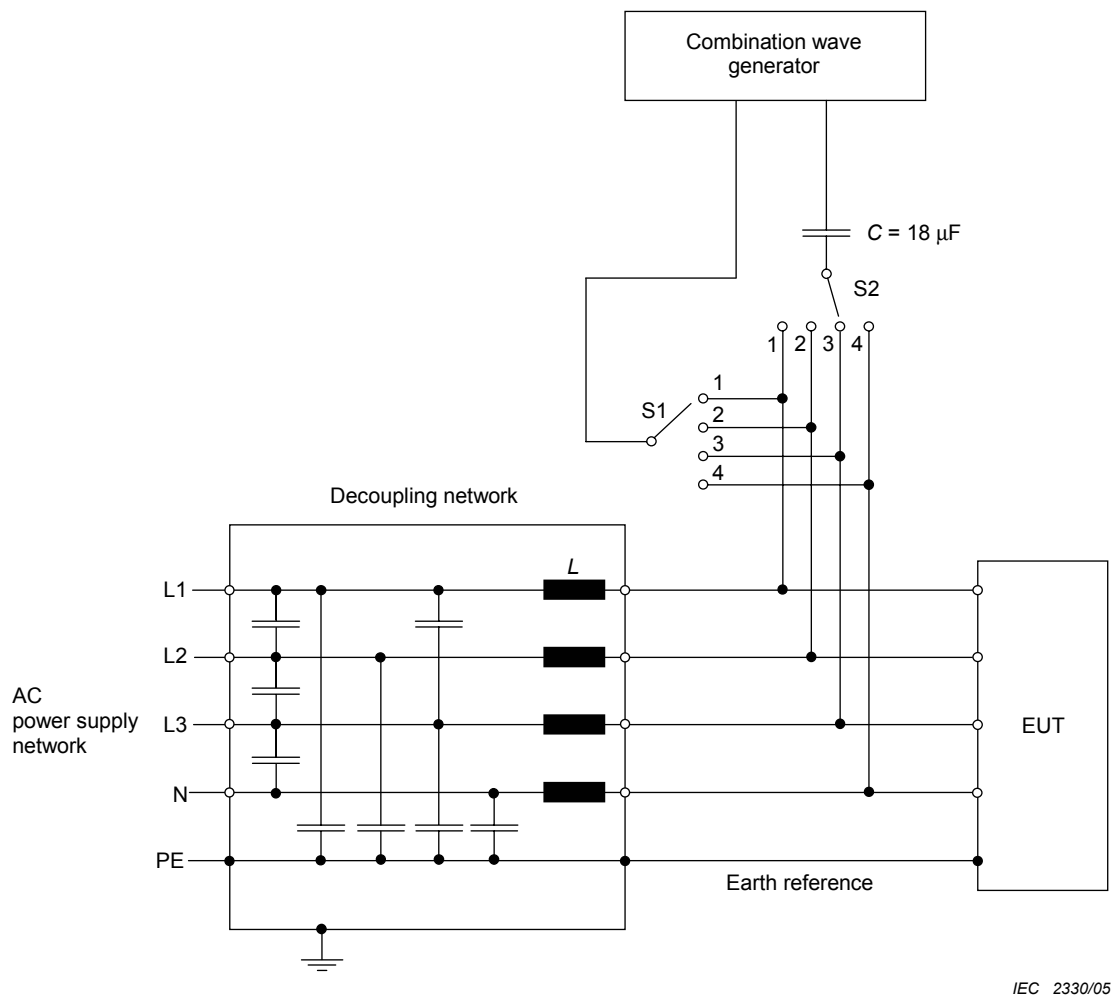 Combination wave
generator
C = 18 μF
S2
1 2 3 4
1
S1
2
3
4
Decoupling network
L
L1
L2
AC
power supply
network
L3
EUT
N
PE
Earth reference
IEC 2330/05